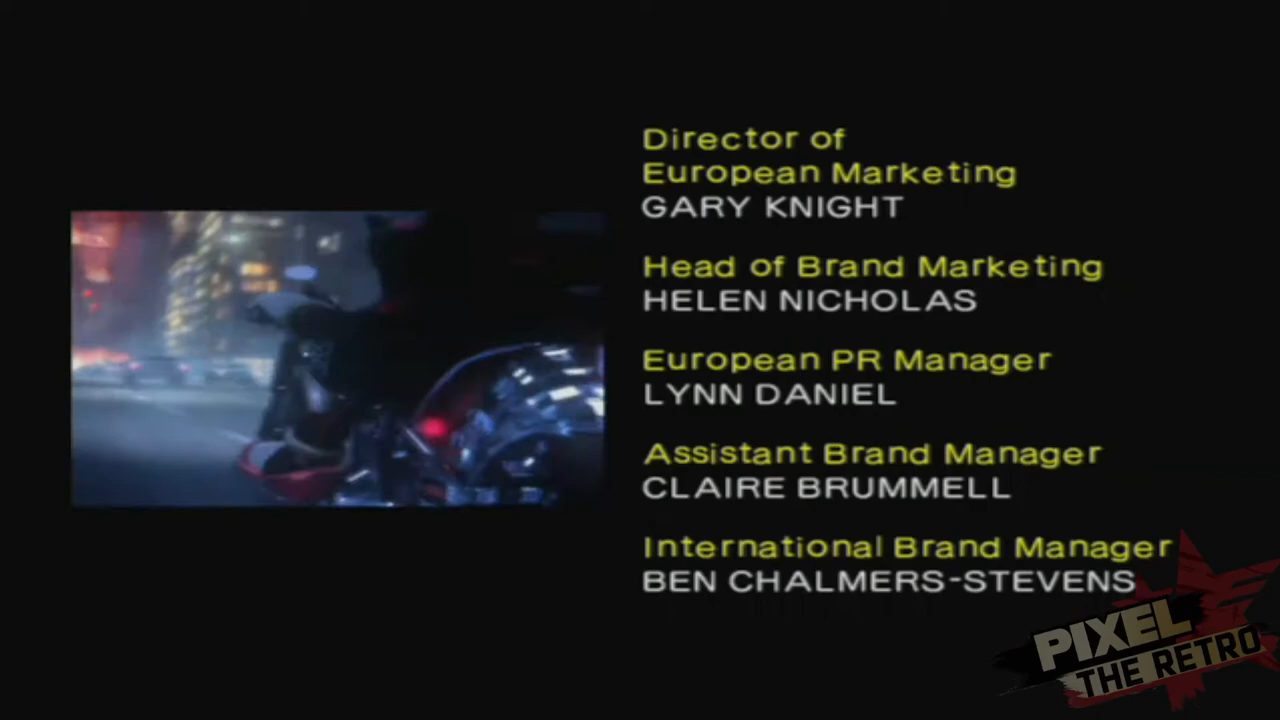 Director of
European Marketing
GARY KNIGHT
Head of Brand Marketing
HELEN NICHOLAS
European PR Manager
LYNN DANIEL
Assistant Brand Manager
CLAIRE BRUMMELL
International Brand Manager
BEN CHALMERS-STEVENS
PIXEL
THE RETRO